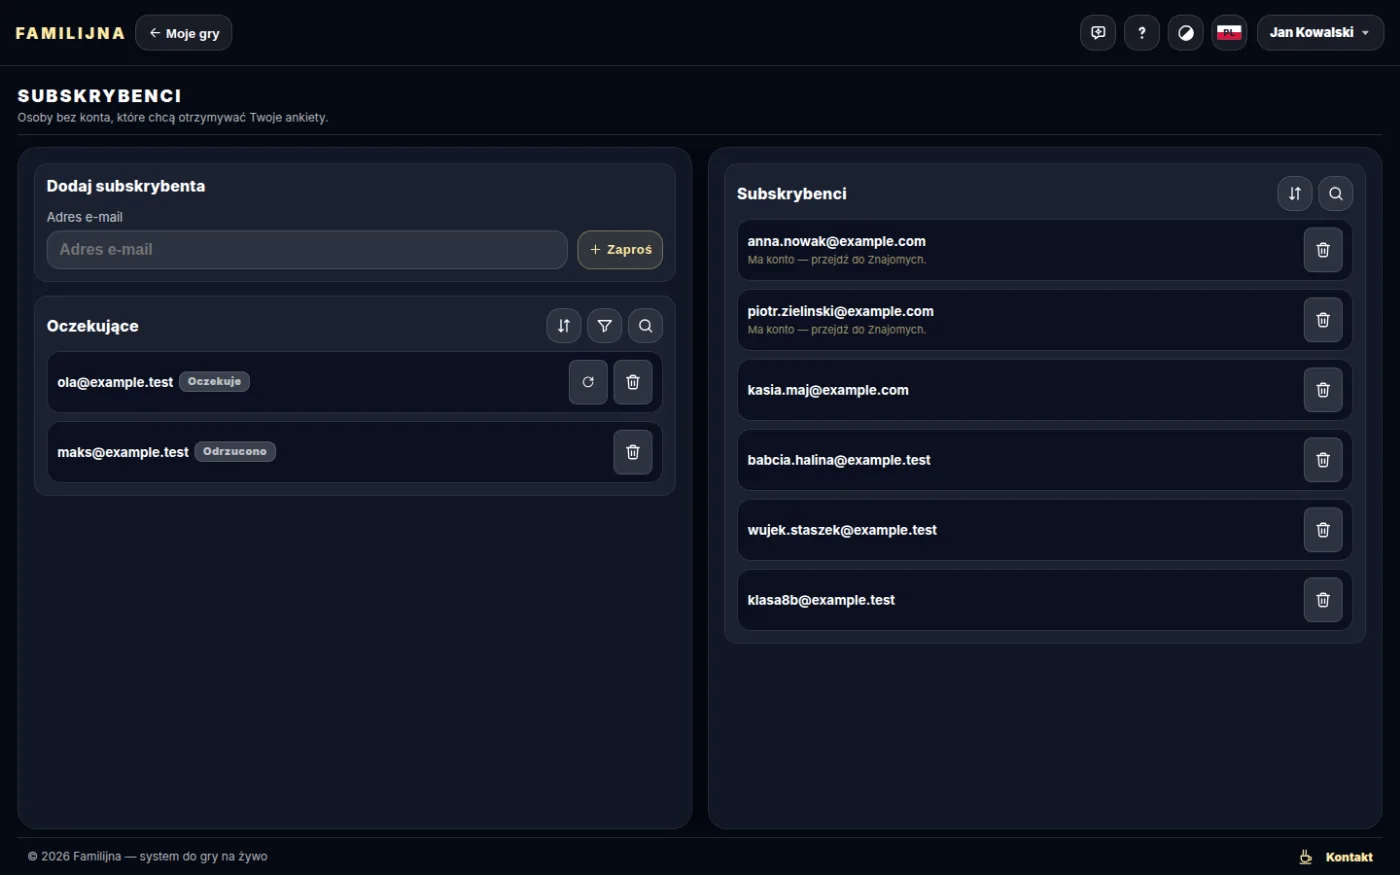 FAMILIJNA
← Moje gry
?
PL
Jan Kowalski
SUBSKRYBENCI
Osoby bez konta, które chcą otrzymywać Twoje ankiety.
Dodaj subskrybenta
Adres e-mail
Adres e-mail
+ Zaproś
Oczekujące
ola@example.test Oczekuje
maks@example.test Odrzucono
Subskrybenci
anna.nowak@example.com
Ma konto — przejdź do Znajomych.
piotr.zielinski@example.com
Ma konto — przejdź do Znajomych.
kasia.maj@example.com
babcia.halina@example.test
wujek.staszek@example.test
klasa8b@example.test
© 2026 Familijna — system do gry na żywo
Kontakt